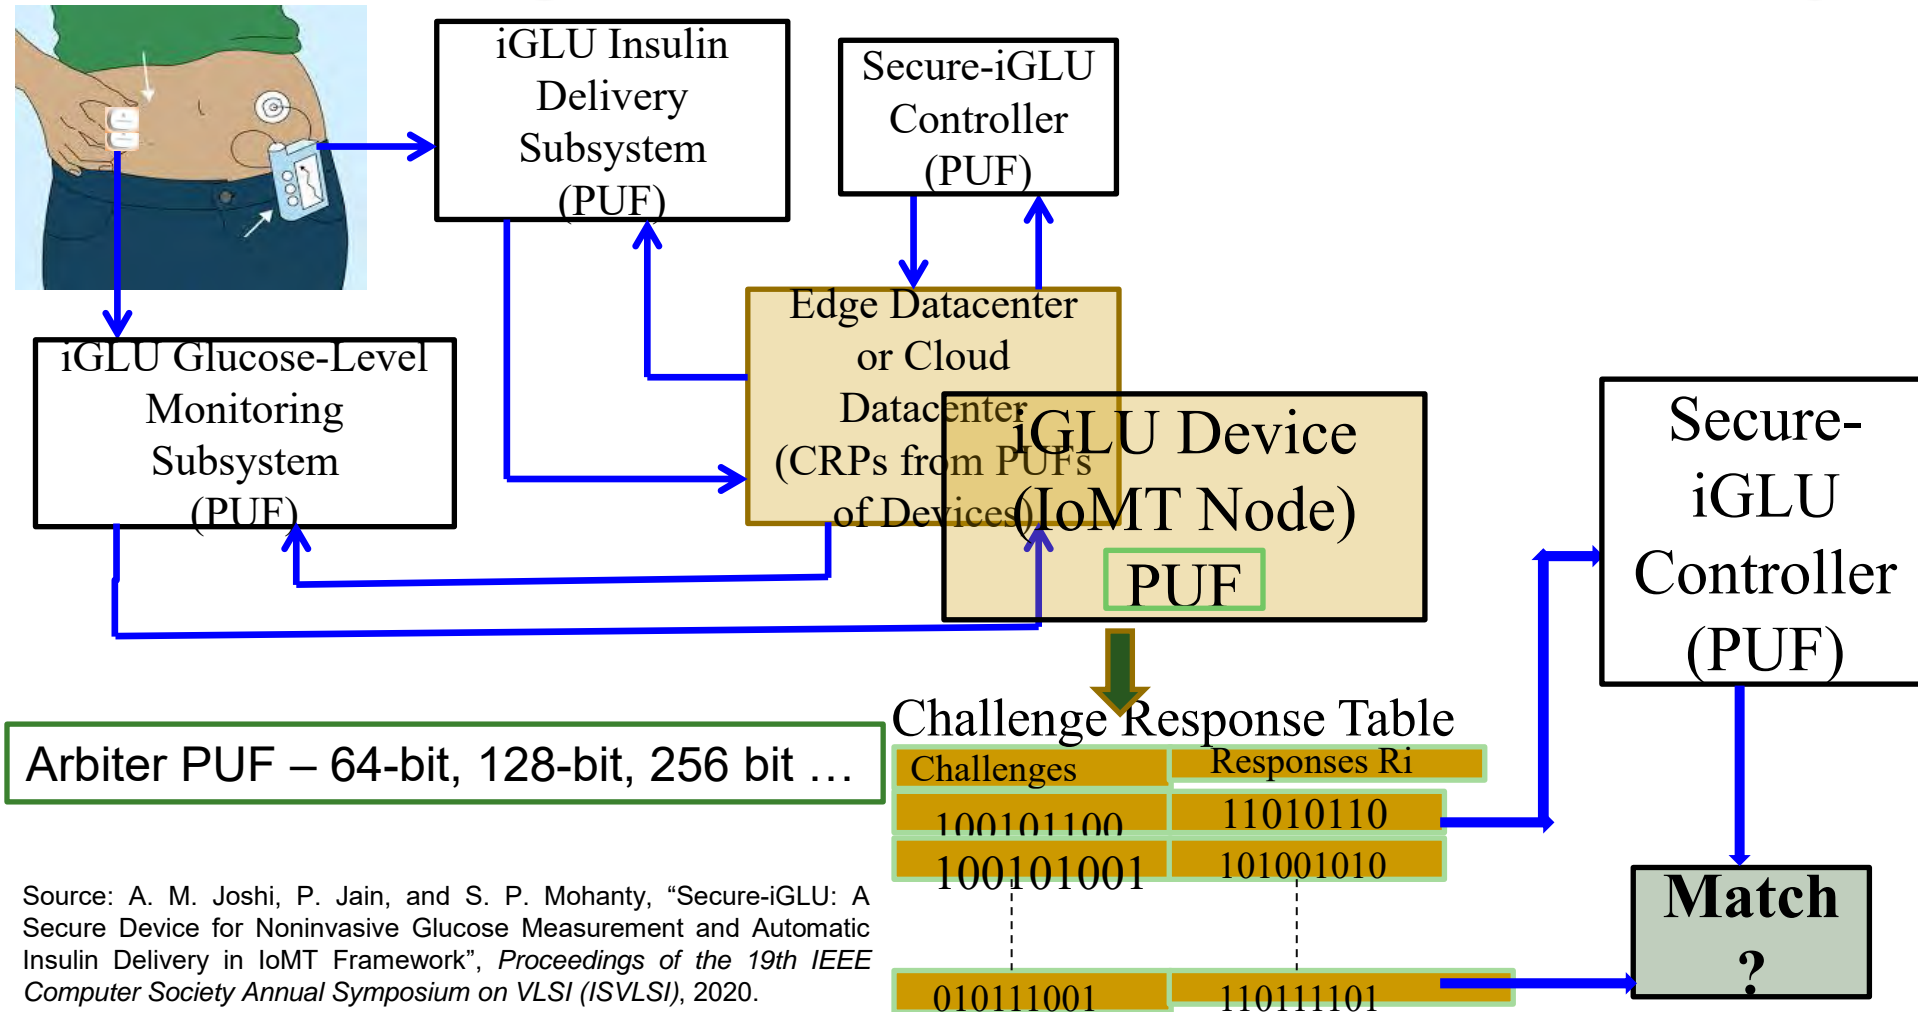 iGLU Insulin
Delivery
Subsystem
(PUF)
Secure-iGLU
Controller
(PUF)
iGLU Glucose-Level
Monitoring
Subsystem
(PUF)
Edge Datacenter
or Cloud
Datacenter
(CRPs from PUFs
of Devices)
iGLU Device
(IoMT Node)
PUF
Secure-
iGLU
Controller
(PUF)
Arbiter PUF – 64-bit, 128-bit, 256 bit …
Challenge Response Table
Challenges Responses Ri
100101100 11010110
100101001 101001010
010111001 110111101
Match
?
Source: A. M. Joshi, P. Jain, and S. P. Mohanty, “Secure-iGLU: A
Secure Device for Noninvasive Glucose Measurement and Automatic
Insulin Delivery in IoMT Framework”, Proceedings of the 19th IEEE
Computer Society Annual Symposium on VLSI (ISVLSI), 2020.